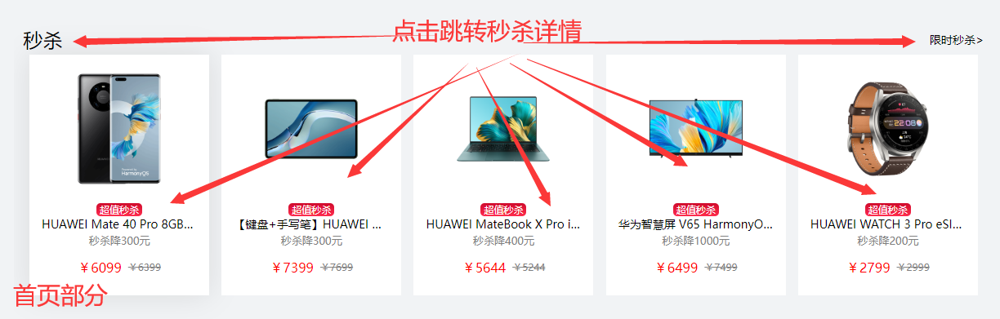 点击跳转秒杀详情
秒杀
限时秒杀>
HarmonyOS
22:08
超值秒杀
HUAWEI Mate 40 Pro 8GB...
秒杀降300元
￥6099 ￥6399
超值秒杀
【键盘+手写笔】HUAWEI ...
秒杀降300元
￥7399 ￥7699
超值秒杀
HUAWEI MateBook X Pro i...
秒杀降400元
￥5644 ￥5244
超值秒杀
华为智慧屏 V65 HarmonyO...
秒杀降1000元
￥6499 ￥7499
超值秒杀
HUAWEI WATCH 3 Pro eSI...
秒杀降200元
￥2799 ￥2999
首页部分